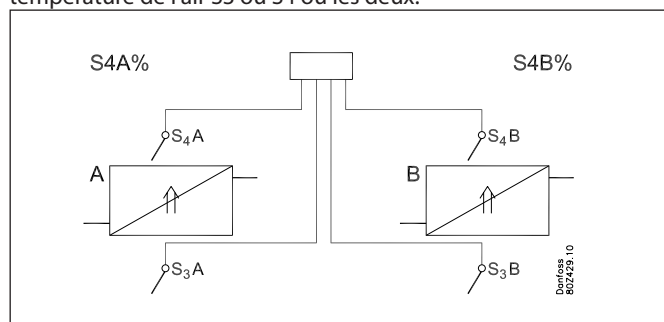 température de l'air S3 ou S4 ou les deux.
S4A% S4B%
S4A S4B
A B
S3A S3B
Danfoss
80Z429.10